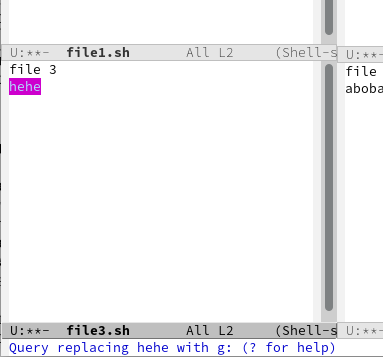 U:**-  file1.sh       All L2     (Shell-s
file 3
hehe
U:**-
file
aboba
U:**-  file3.sh       All L2     (Shell-s
U:**-
Query replacing hehe with g: (? for help)